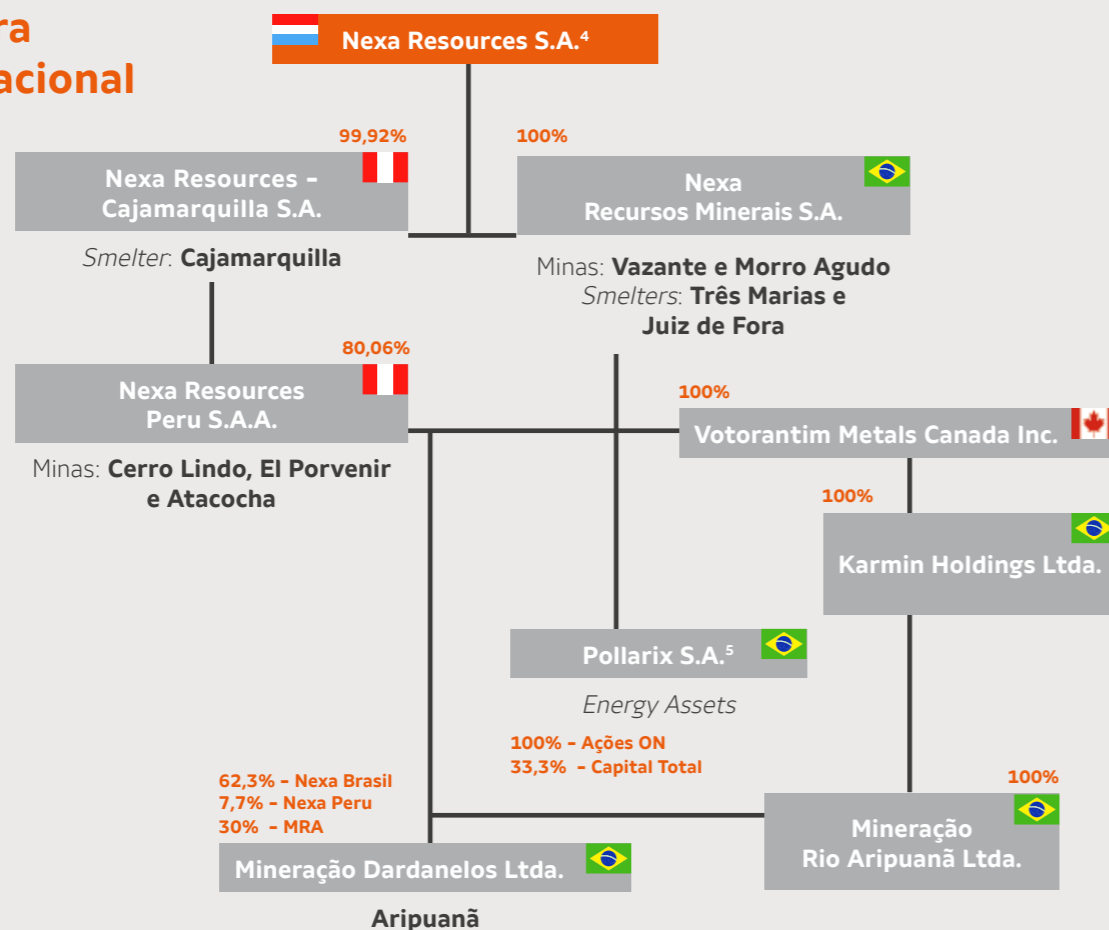 ra
acional
Nexa Resources S.A.⁴
99,92%
100%
Nexa Resources –
Cajamarquilla S.A.
Nexa
Recursos Minerais S.A.
Smelter: Cajamarquilla
Minas: Vazante e Morro Agudo
Smelters: Três Marias e
Juiz de Fora
80,06%
Nexa Resources
Peru S.A.A.
100%
Votorantim Metals Canada Inc.
Minas: Cerro Lindo, El Porvenir
e Atacocha
100%
Karmin Holdings Ltda.
Pollarix S.A.⁵
Energy Assets
100% – Ações ON
33,3% – Capital Total
62,3% – Nexa Brasil
7,7% – Nexa Peru
30% – MRA
100%
Mineração
Rio Aripuanã Ltda.
Mineração Dardanelos Ltda.
Aripuanã